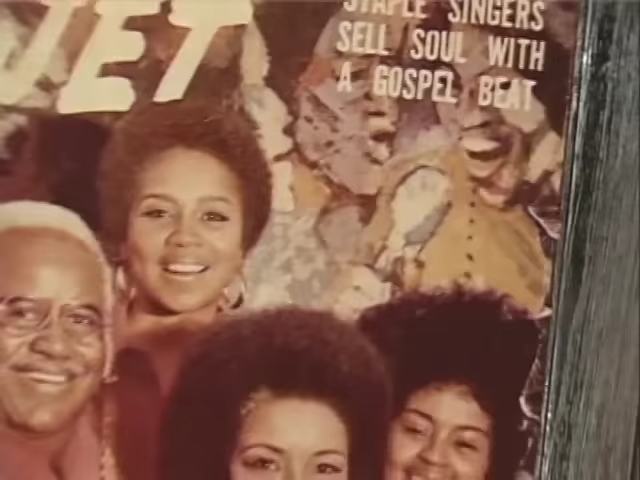 JET
STAPLE SINGERS
SELL SOUL WITH
A GOSPEL BEAT